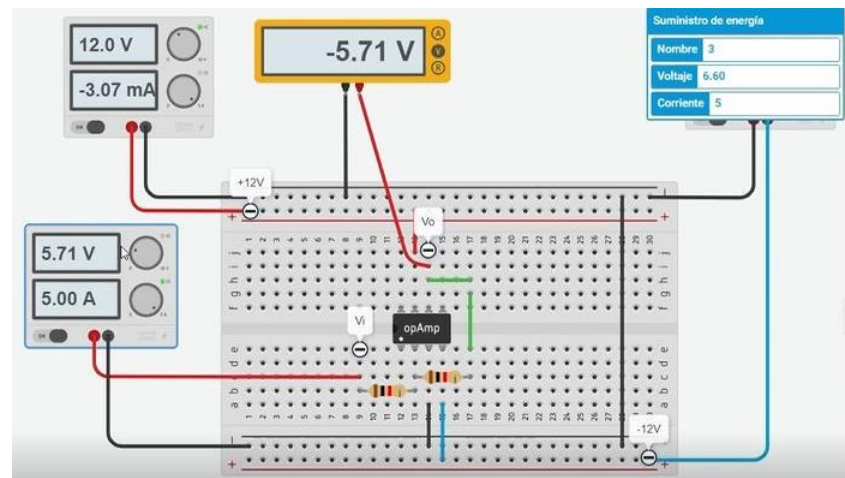 12.0 V
-3.07 mA
-5.71 V
A
V
R
Suministro de energía
Nombre 3
Voltaje 6.60
Corriente 5
+12V
Vo
5.71 V
5.00 A
Vi
opAmp
-12V